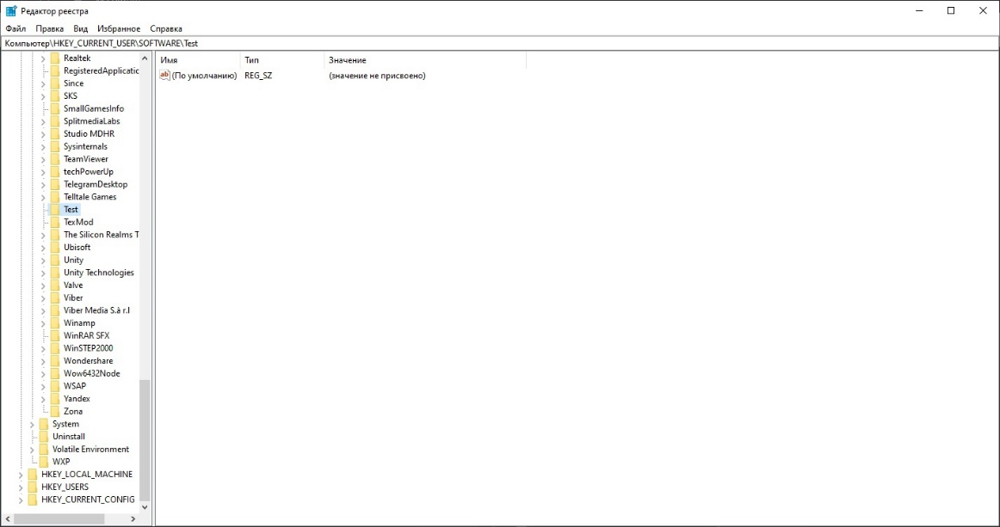 Редактор реестра
Файл Правка Вид Избранное Справка
Компьютер\HKEY_CURRENT_USER\SOFTWARE\Test
Имя Тип Значение
ab (По умолчанию) REG_SZ (значение не присвоено)
Realtek
RegisteredApplicatic
Since
SKS
SmallGamesInfo
SplitmediaLabs
Studio MDHR
Sysinternals
TeamViewer
techPowerUp
TelegramDesktop
Telltale Games
Test
TexMod
The Silicon Realms T
Ubisoft
Unity
Unity Technologies
Valve
Viber
Viber Media S.à r.l
Winamp
WinRAR SFX
WinSTEP2000
Wondershare
Wow6432Node
WSAP
Yandex
Zona
System
Uninstall
Volatile Environment
WXP
HKEY_LOCAL_MACHINE
HKEY_USERS
HKEY_CURRENT_CONFIG